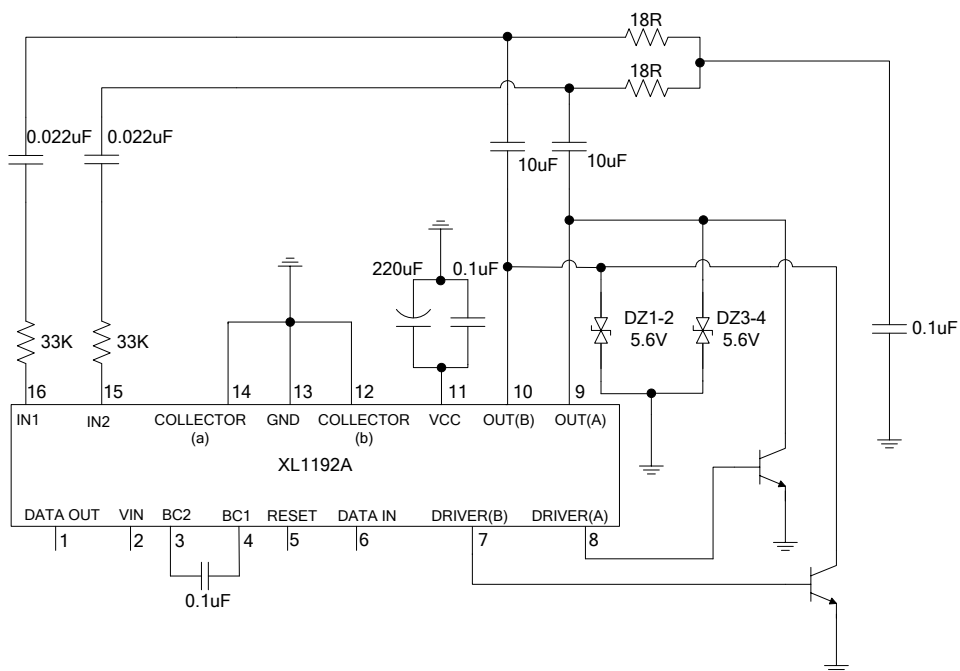 18R
18R
0.022uF 0.022uF
10uF 10uF
220uF 0.1uF
DZ1-2
5.6V
DZ3-4
5.6V
0.1uF
33K 33K
16 15 14 13 12 11 10 9
IN1 IN2 COLLECTOR
(a)
GND COLLECTOR
(b)
VCC OUT(B) OUT(A)
XL1192A
DATA OUT VIN BC2 BC1 RESET DATA IN DRIVER(B) DRIVER(A)
1 2 3 4 5 6 7 8
0.1uF